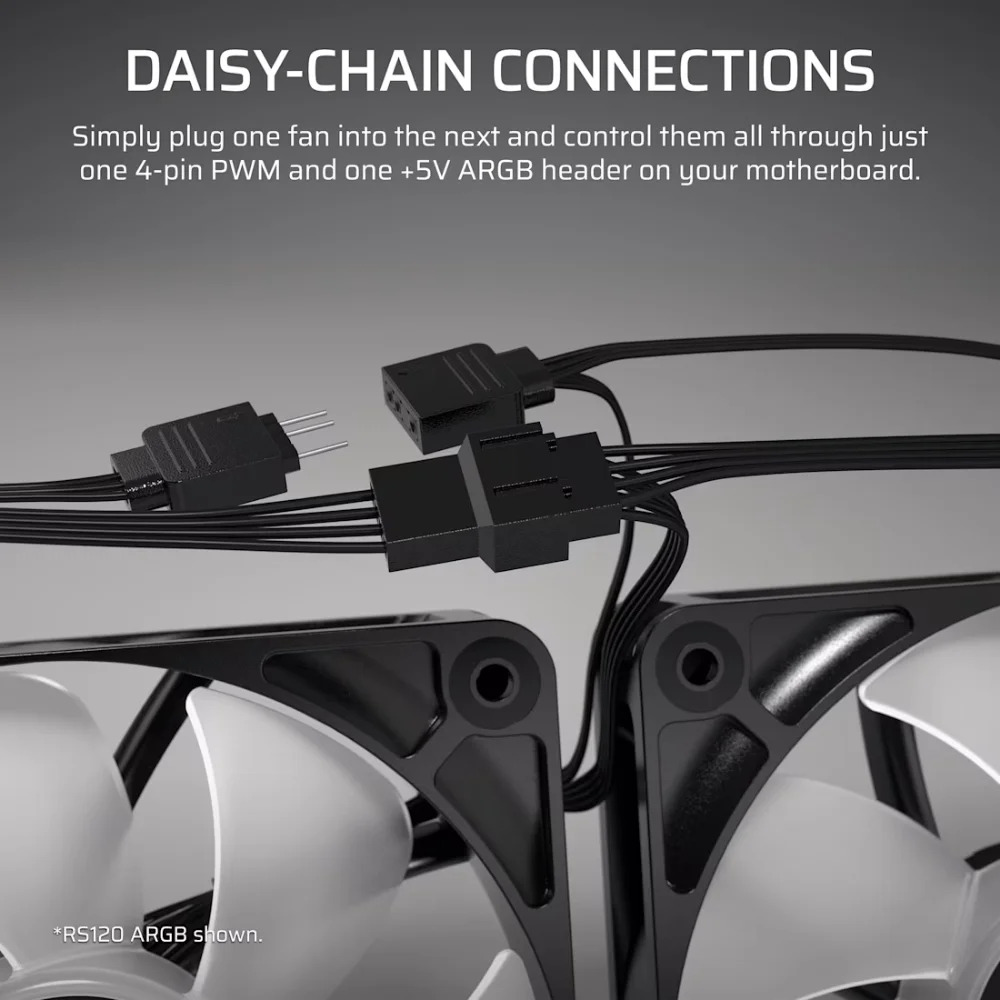 DAISY-CHAIN CONNECTIONS
Simply plug one fan into the next and control them all through just
one 4-pin PWM and one +5V ARGB header on your motherboard.
*RS120 ARGB shown.